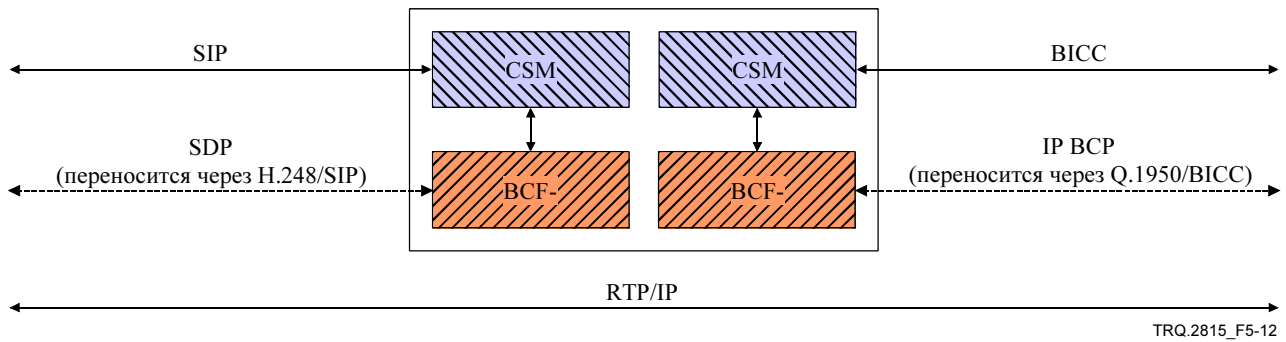 SIP
CSM
CSM
BICC
SDP
(переносится через H.248/SIP)
BCF-
BCF-
IP BCP
(переносится через Q.1950/BICC)
RTP/IP
TRQ.2815_F5-12